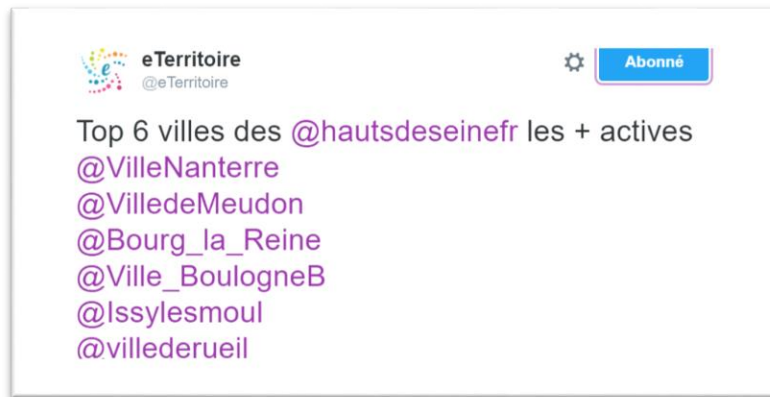 eTerritoire
@eTerritoire
Abonné
Top 6 villes des @hautsdeseinefr les + actives
@VilleNanterre
@VilledeMeudon
@Bourg_la_Reine
@Ville_BoulogneB
@Issylesmoul
@villederueil